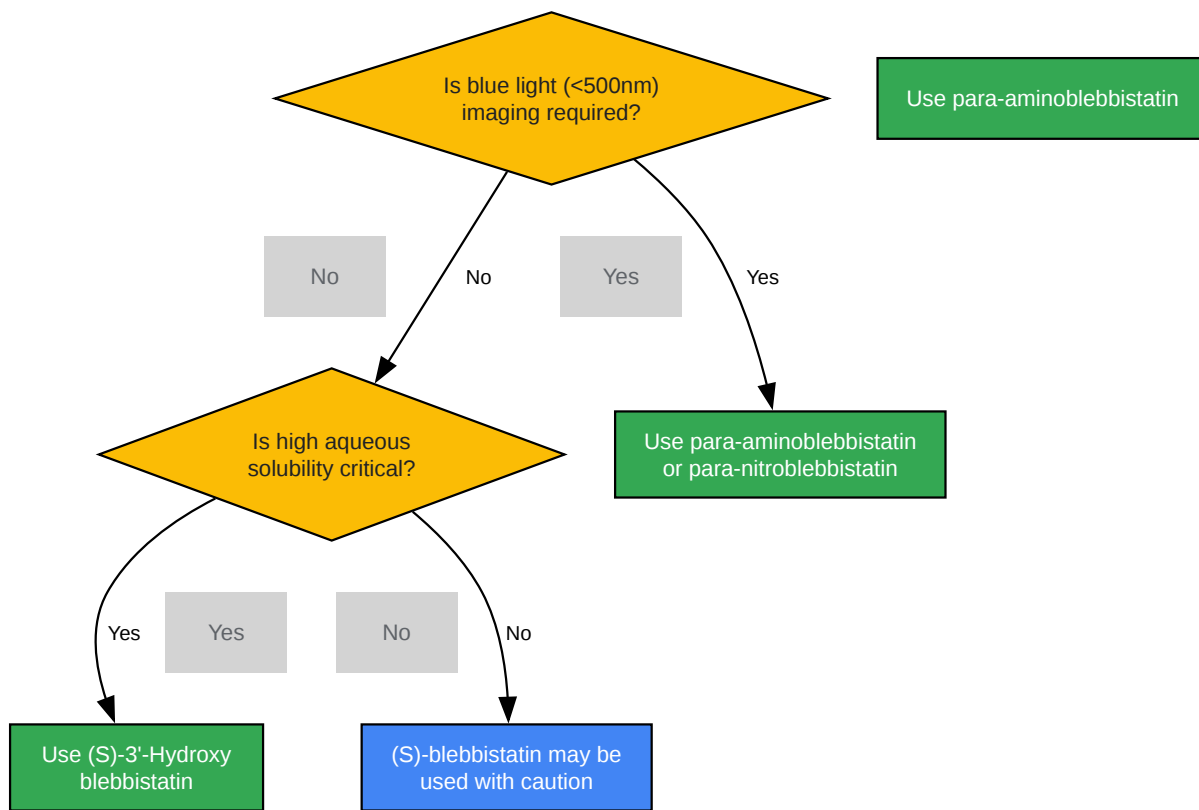 Is blue light (<500nm)
imaging required?
Use para-aminoblebbistatin
No
No
Yes
Yes
Is high aqueous
solubility critical?
Use para-aminoblebbistatin
or para-nitroblebbistatin
Yes
Yes
No
No
Use (S)-3'-Hydroxy
blebbistatin
(S)-blebbistatin may be
used with caution